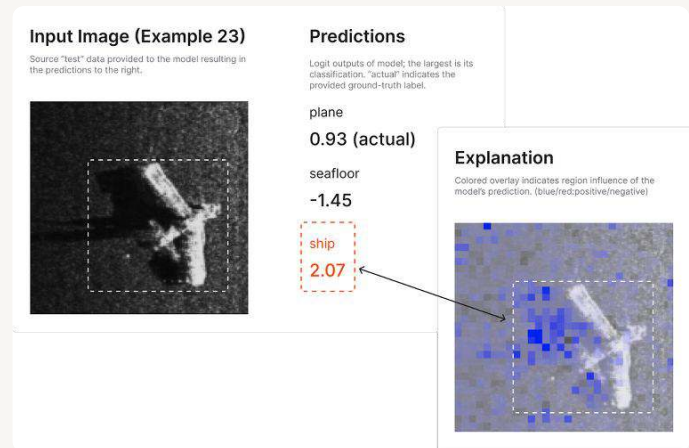 Input Image (Example 23)
Source "test" data provided to the model resulting in
the predictions to the right.
Predictions
Logit outputs of model; the largest is its
classification. "actual" indicates the
provided ground-truth label.
plane
0.93 (actual)
seafloor
-1.45
ship
2.07
Explanation
Colored overlay indicates region influence of the
model's prediction. (blue/red:positive/negative)